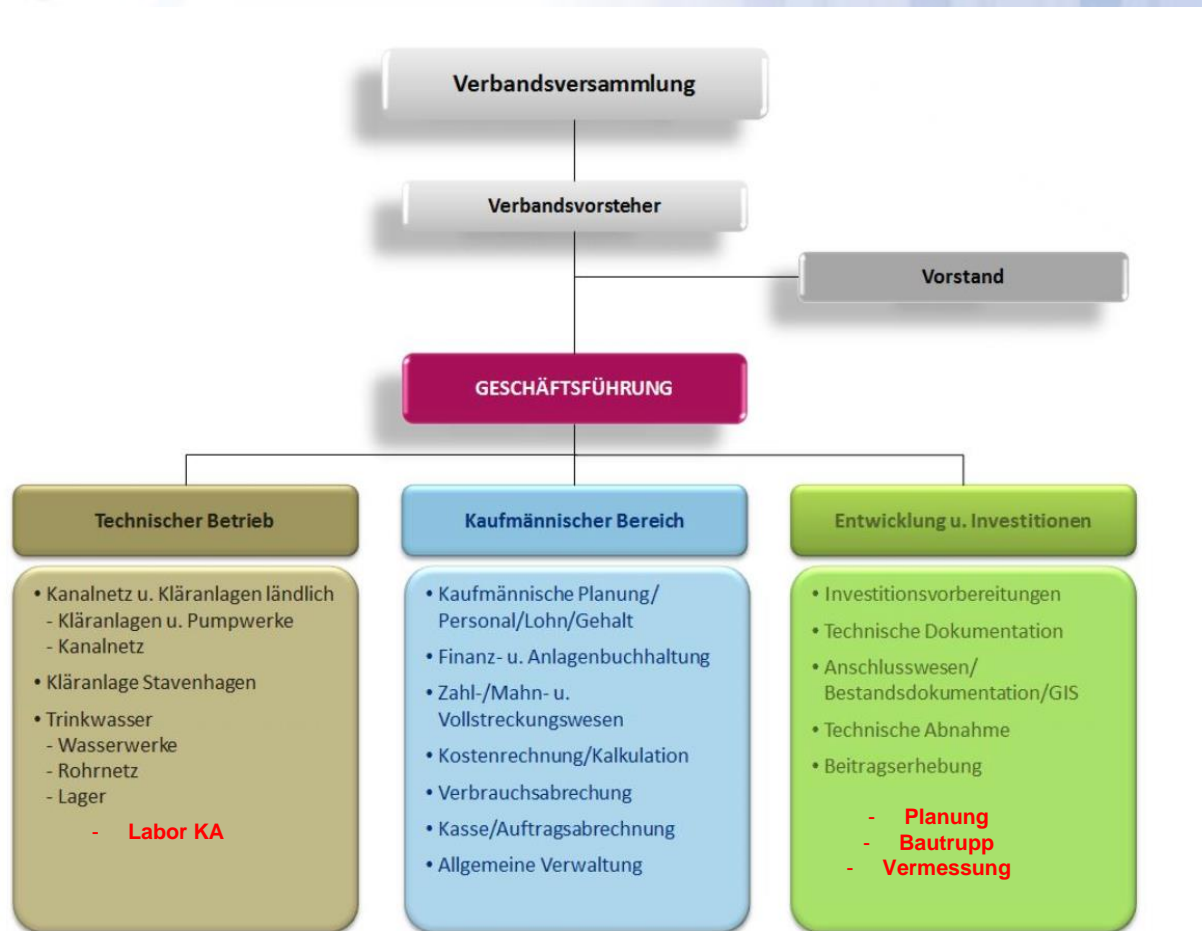 Verbandsversammlung
Verbandsvorsteher
Vorstand
GESCHÄFTSFÜHRUNG
Technischer Betrieb
• Kanalnetz u. Kläranlagen ländlich
- Kläranlagen u. Pumpwerke
- Kanalnetz
• Kläranlage Stavenhagen
• Trinkwasser
- Wasserwerke
- Rohrnetz
- Lager
- Labor KA
Kaufmännischer Bereich
• Kaufmännische Planung/
Personal/Lohn/Gehalt
• Finanz- u. Anlagenbuchhaltung
• Zahl-/Mahn- u.
Vollstreckungswesen
• Kostenrechnung/Kalkulation
• Verbrauchsabrechung
• Kasse/Auftragsabrechnung
• Allgemeine Verwaltung
Entwicklung u. Investitionen
• Investitionsvorbereitungen
• Technische Dokumentation
• Anschlusswesen/
Bestandsdokumentation/GIS
• Technische Abnahme
• Beitragserhebung
- Planung
- Bautrupp
- Vermessung